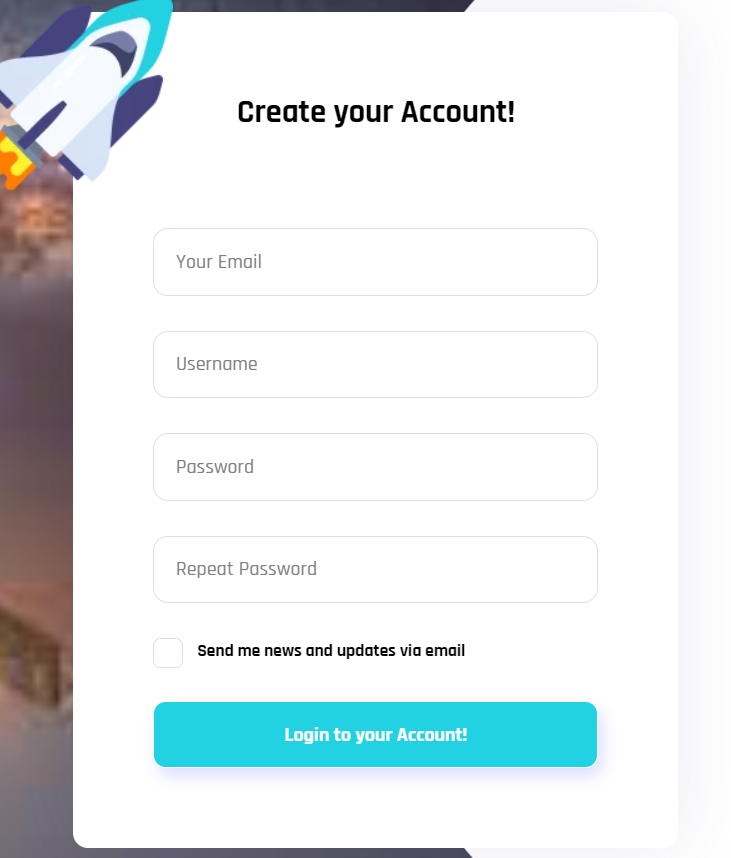 Create your Account!
Your Email
Username
Password
Repeat Password
Send me news and updates via email
Login to your Account!